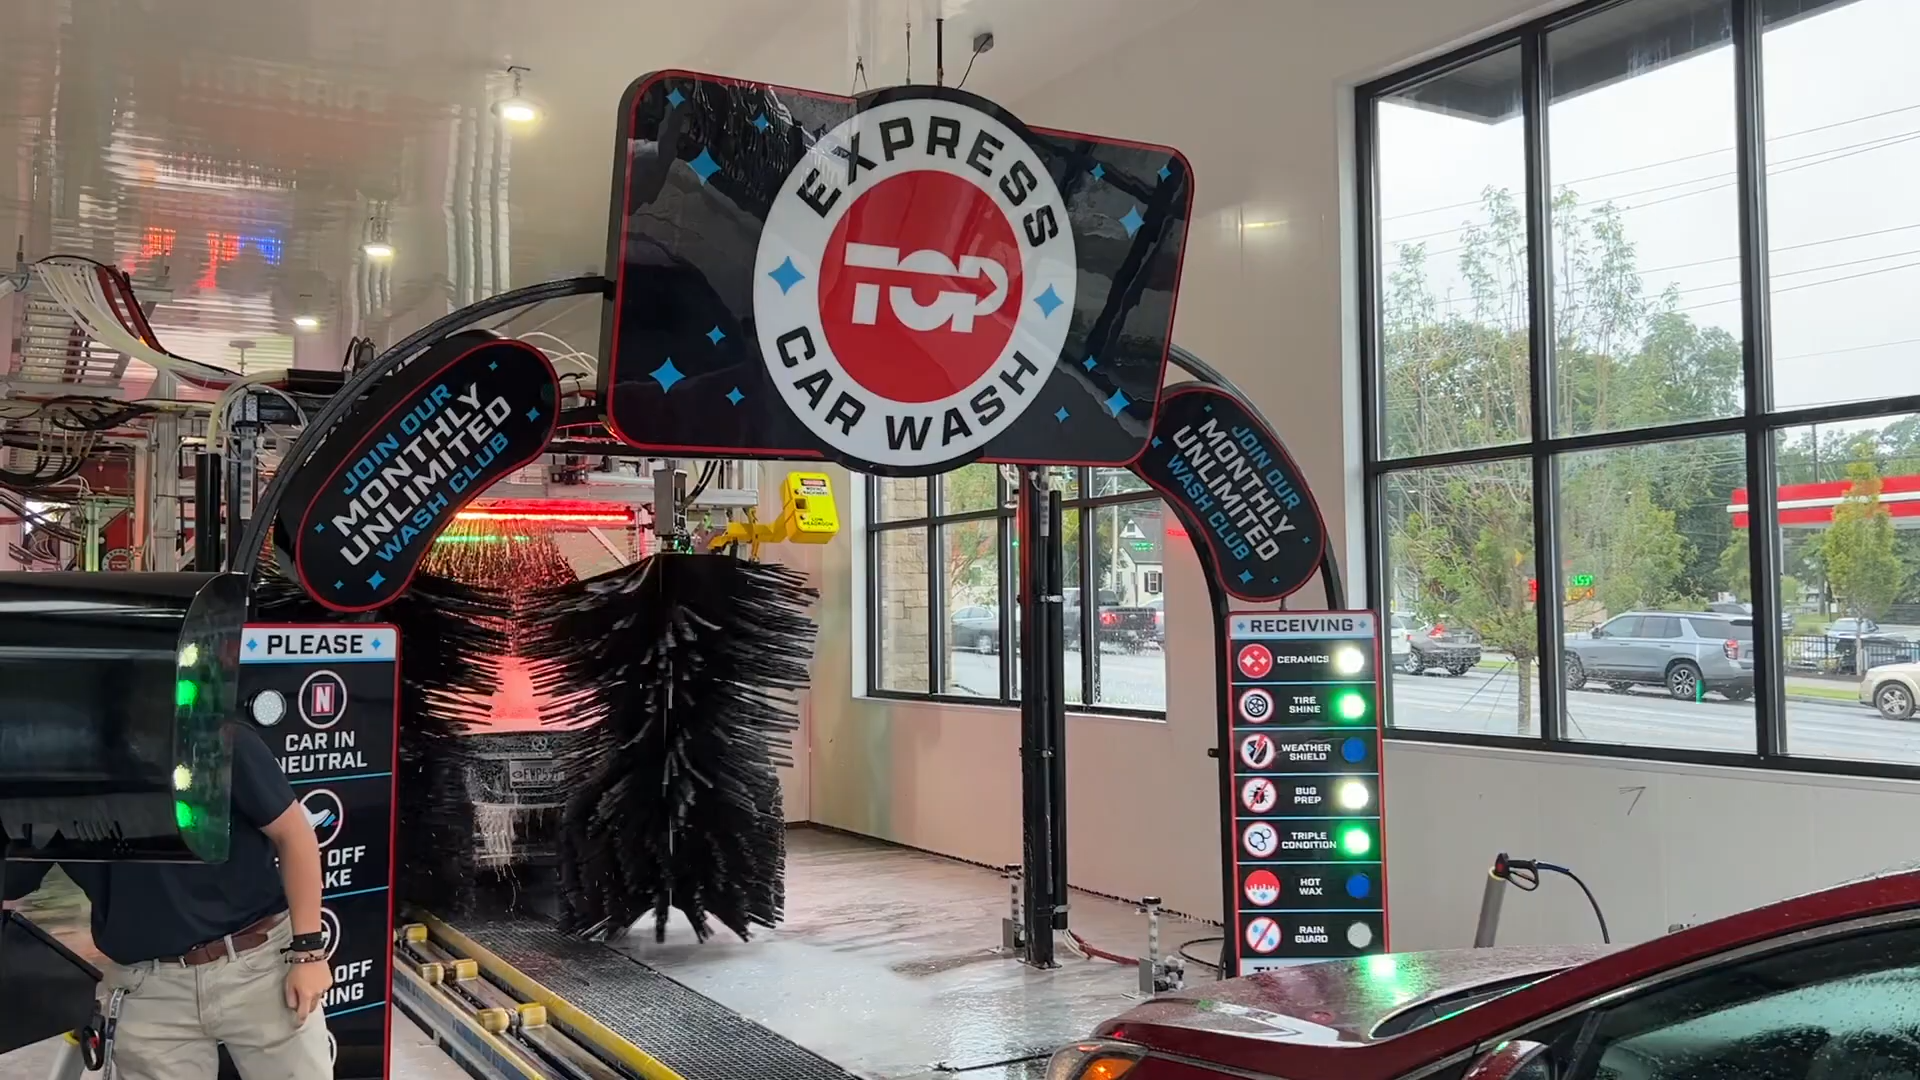 EXPRESS
TOP
CAR WASH
JOIN OUR
MONTHLY
UNLIMITED
WASH CLUB
JOIN OUR
MONTHLY
UNLIMITED
WASH CLUB
DANGER
PLEASE
N
CAR IN
NEUTRAL
OFF
OFF
RECEIVING
CERAMICS
TIRE
SHINE
WEATHER
SHIELD
BUG
PREP
TRIPLE
CONDITION
HOT
WAX
RAIN
GUARD